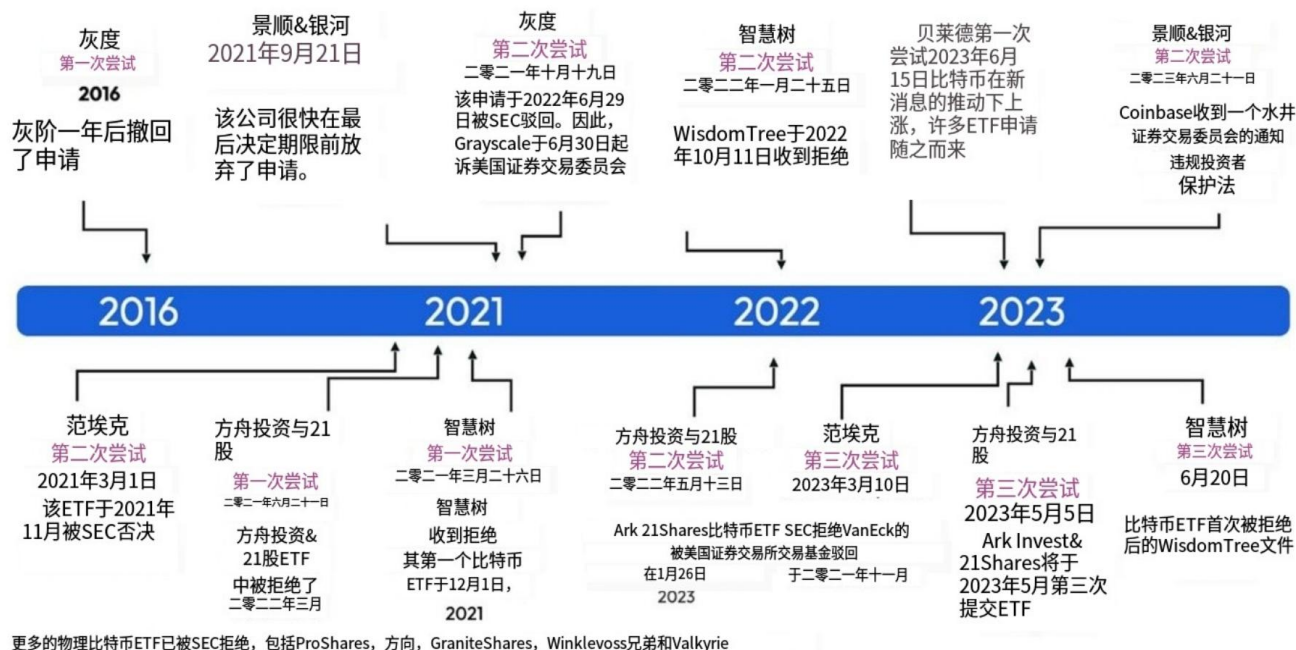 灰度
第一次尝试
2016
灰阶一年后撤回
了申请
景顺&银河
2021年9月21日
该公司很快在最
后决定期限前放
弃了申请。
灰度
第二次尝试
二零二一年十月十九日
该申请于2022年6月29
日被SEC驳回。因此,
Grayscale于6月30日起
诉美国证券交易委员会
智慧树
第二次尝试
二零二二年一月二十五日
WisdomTree于2022
年10月11日收到拒绝
贝莱德第一次
尝试2023年6月
15日比特币在新
消息的推动下上
涨，许多ETF申请
随之而来
景顺&银河
第二次尝试
二零二三年六月二十一日
Coinbase收到一个水井
证券交易委员会的通知
违规投资者
保护法
2016
2021
2022
2023
范埃克
第二次尝试
2021年3月1日
该ETF于2021年
11月被SEC否决
方舟投资与21
股
第一次尝试
二零二一年六月二十一日
方舟投资&
21股ETF
中被拒绝了
二零二二年三月
智慧树
第一次尝试
二零二一年三月二十六日
智慧树
收到拒绝
其第一个比特币
ETF于12月1日，
2021
方舟投资与21股
第二次尝试
二零二二年五月十三日
范埃克
第三次尝试
2023年3月10日
Ark 21Shares比特币ETF SEC拒绝VanEck的
被美国证券交易所交易基金驳回
在1月26日 于二零二一年十一月
2023
方舟投资与21
股
第三次尝试
2023年5月5日
Ark Invest&
21Shares将于
2023年5月第三次
提交ETF
智慧树
第三次尝试
6月20日
比特币ETF首次被拒绝
后的WisdomTree文件
更多的物理比特币ETF已被SEC拒绝，包括ProShares，方向，GraniteShares，Winklevoss兄弟和Valkyrie